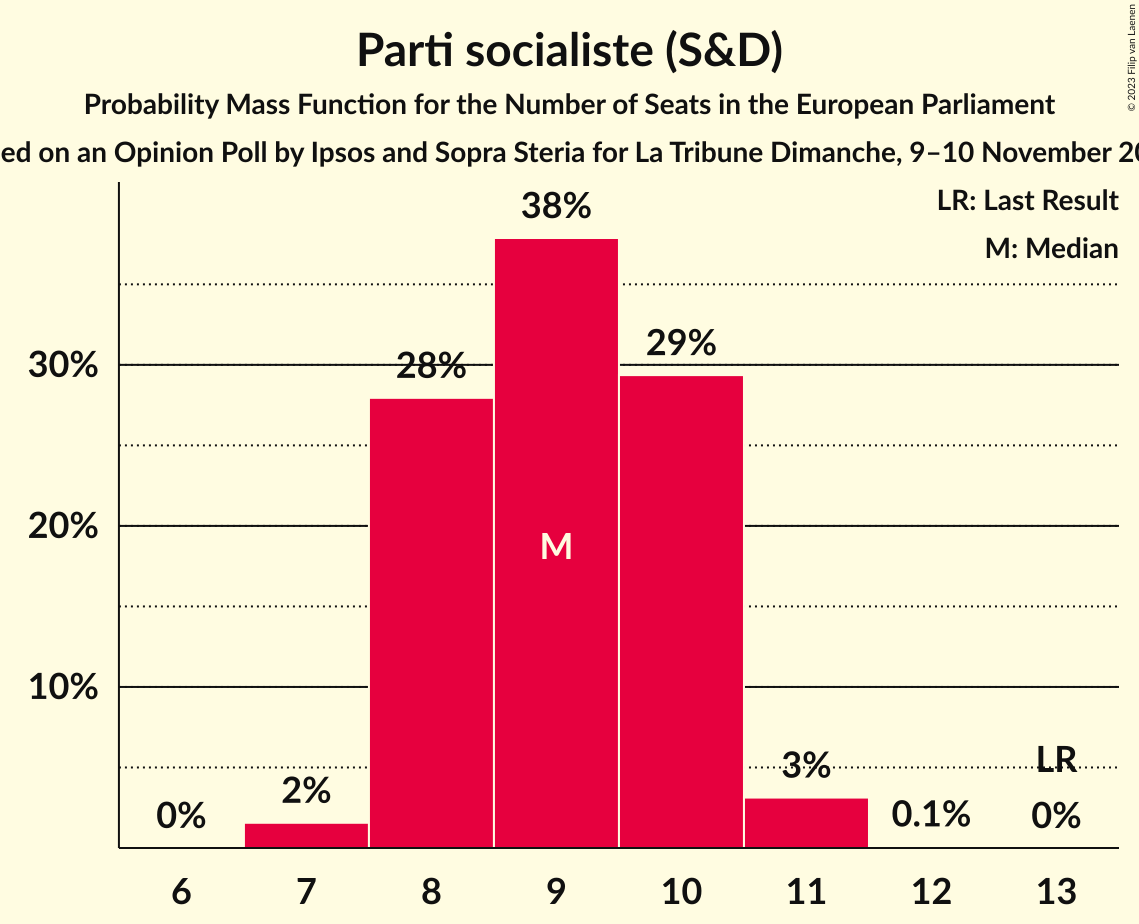 Parti socialiste (S&D)
Probability Mass Function for the Number of Seats in the European Parliament
ed on an Opinion Poll by Ipsos and Sopra Steria for La Tribune Dimanche, 9–10 November 20
© 2023 Filip van Laenen
LR: Last Result
M: Median
38%
29%
28%
30%
20%
10%
M
LR
3%
2%
0%
0.1%
0%
6 7 8 9 10 11 12 13